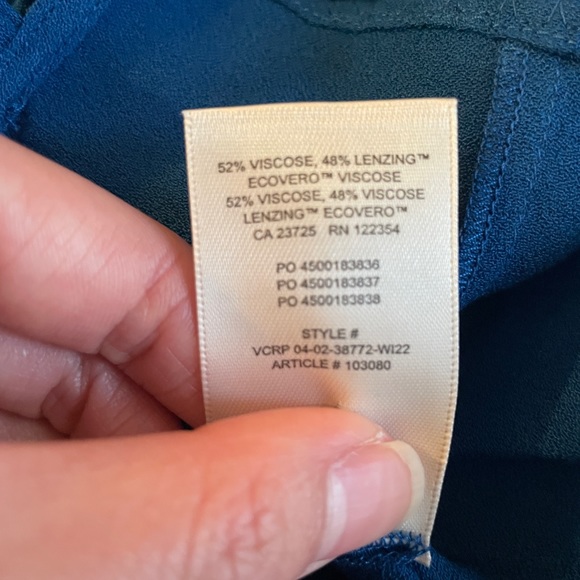 52% VISCOSE, 48% LENZING™
ECOVERO™ VISCOSE
52% VISCOSE, 48% VISCOSE
LENZING™ ECOVERO™
CA 23725 RN 122354
PO 4500183836
PO 4500183837
PO 4500183838
STYLE #
VCRP 04-02-38772-WI22
ARTICLE # 103080